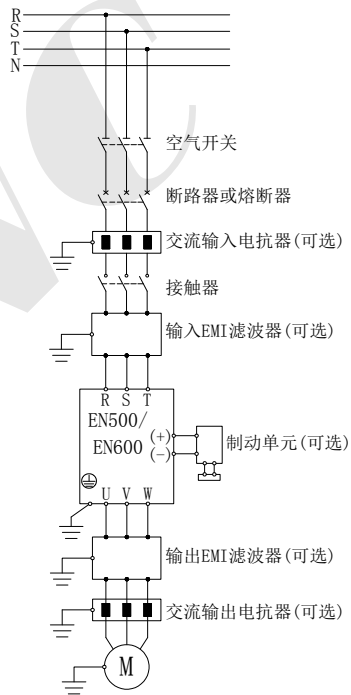 R
S
T
N
空气开关
断路器或熔断器
交流输入电抗器(可选)
接触器
输入EMI滤波器(可选)
R S T
EN500/
EN600
(+)
(-)
制动单元(可选)
U V W
输出EMI滤波器(可选)
交流输出电抗器(可选)
M